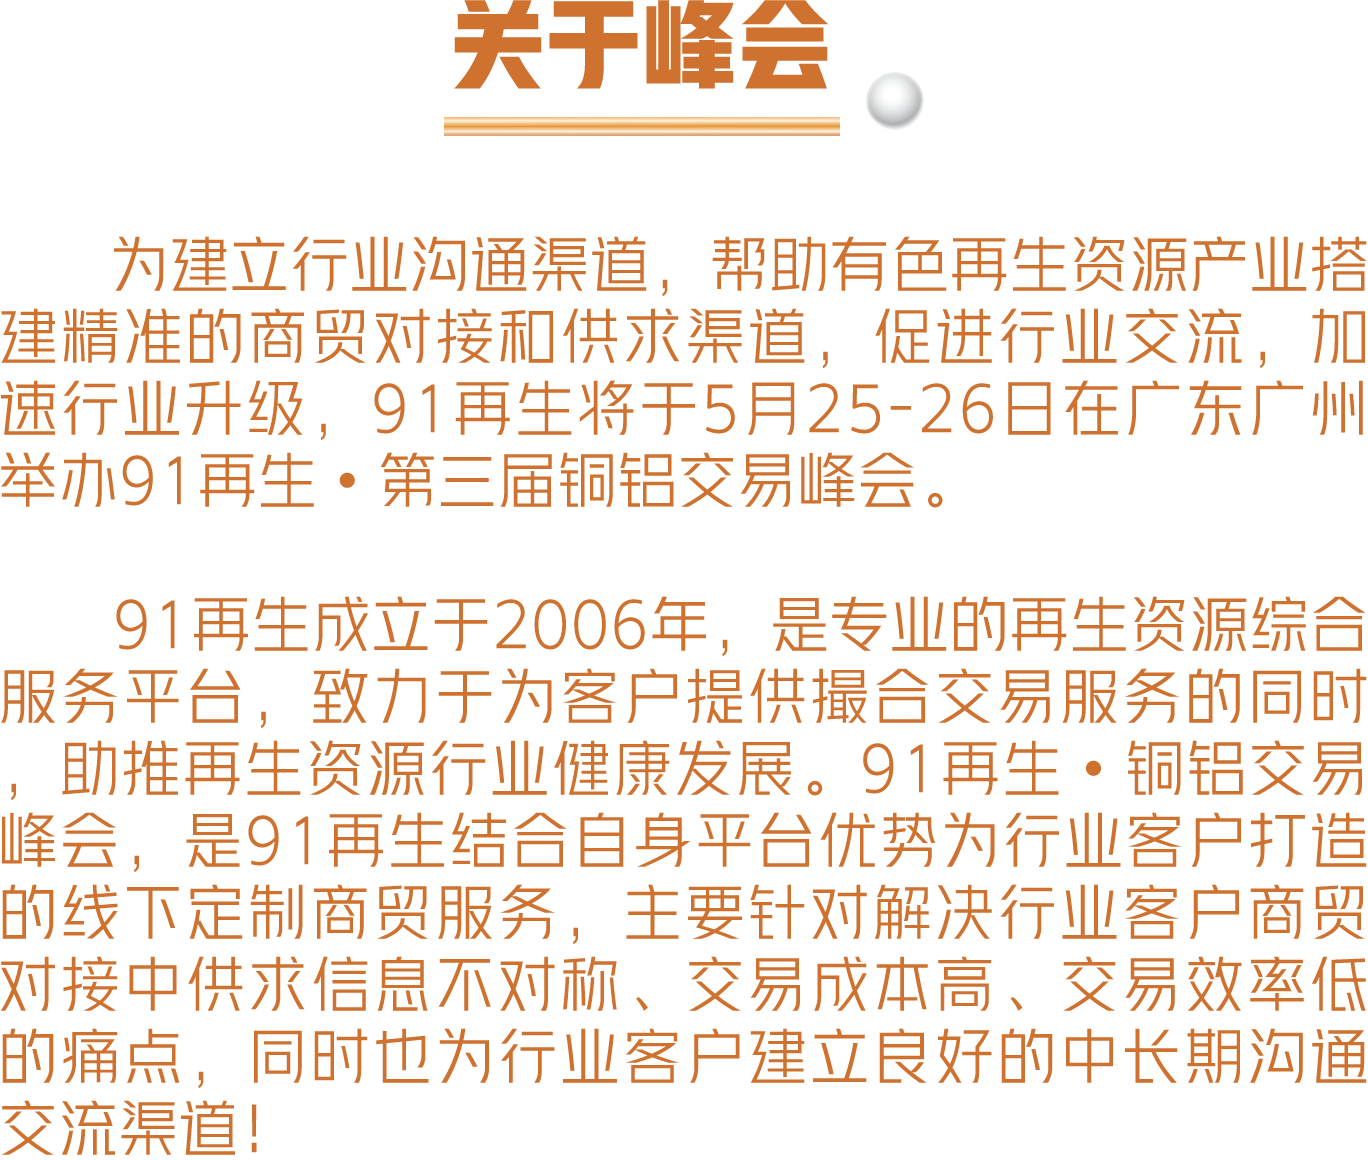 关于峰会
为建立行业沟通渠道，帮助有色再生资源产业搭
建精准的商贸对接和供求渠道，促进行业交流，加
速行业升级，91再生将于5月25-26日在广东广州
举办91再生·第三届铜铝交易峰会。
91再生成立于2006年，是专业的再生资源综合
服务平台，致力于为客户提供撮合交易服务的同时
，助推再生资源行业健康发展。91再生·铜铝交易
峰会，是91再生结合自身平台优势为行业客户打造
的线下定制商贸服务，主要针对解决行业客户商贸
对接中供求信息不对称、交易成本高、交易效率低
的痛点，同时也为行业客户建立良好的中长期沟通
交流渠道！